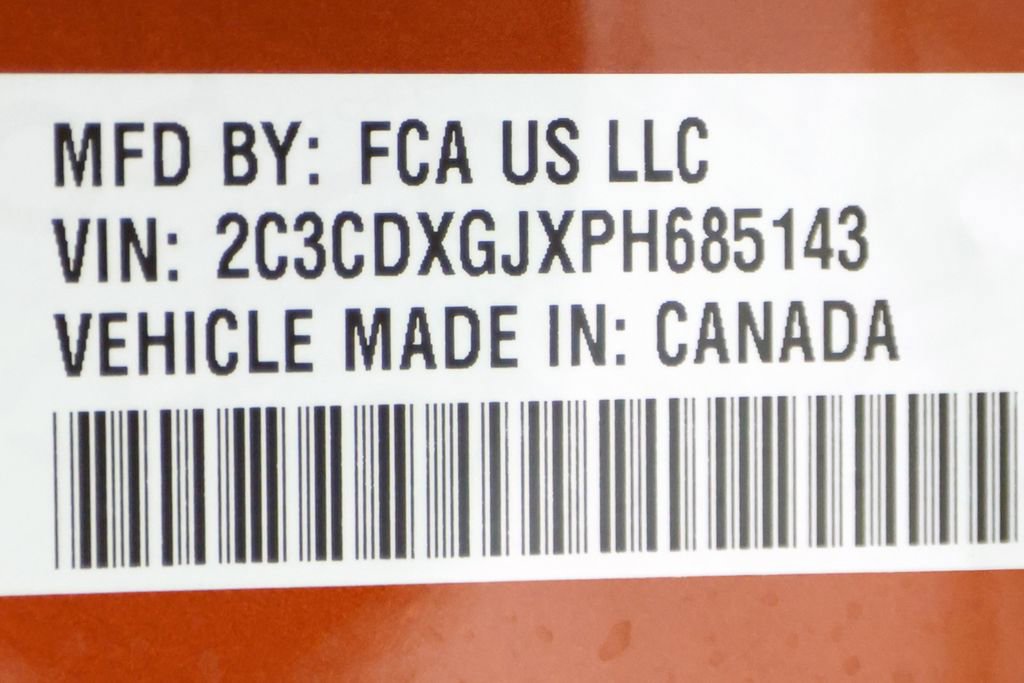 MFD BY: FCA US LLC
VIN: 2C3CDXGJXPH685143
VEHICLE MADE IN: CANADA